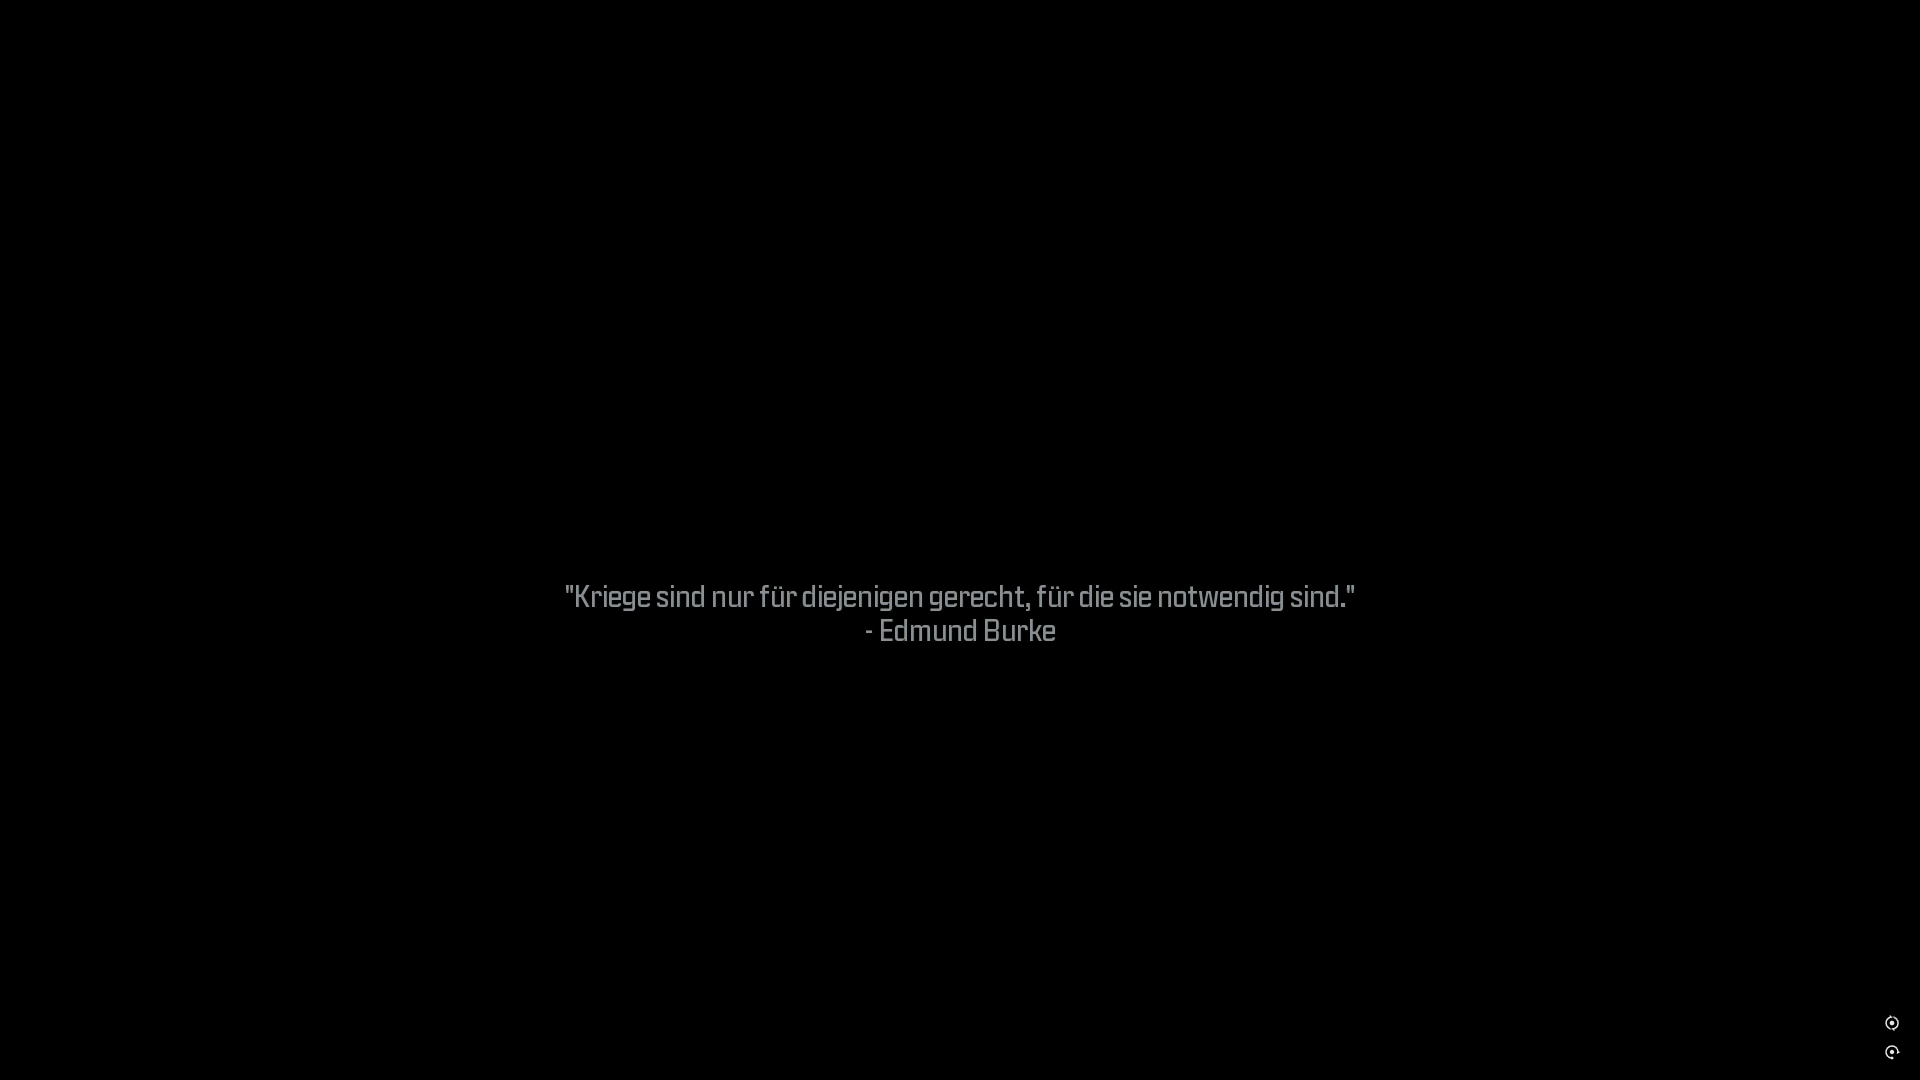 "Kriege sind nur für diejenigen gerecht, für die sie notwendig sind."
- Edmund Burke